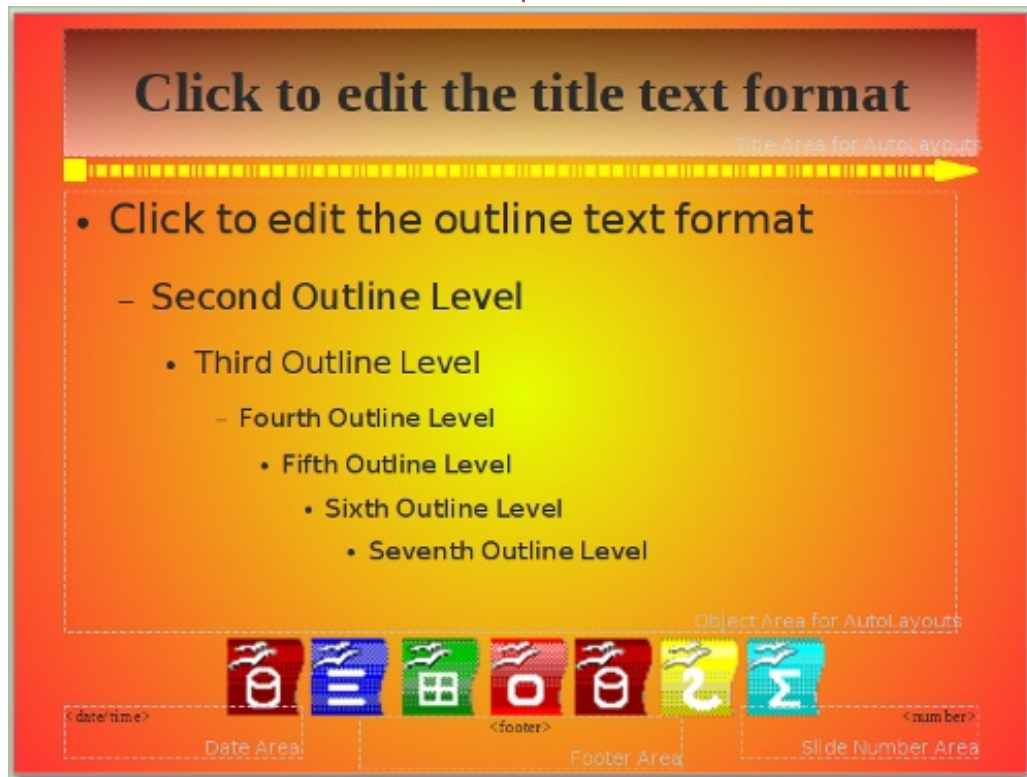 Click to edit the title text format
Title Area for AutoLayouts
• Click to edit the outline text format
– Second Outline Level
• Third Outline Level
– Fourth Outline Level
• Fifth Outline Level
• Sixth Outline Level
• Seventh Outline Level
Object Area for AutoLayouts
<date/time>
<footer>
<number>
Date Area
Footer Area
Slide Number Area